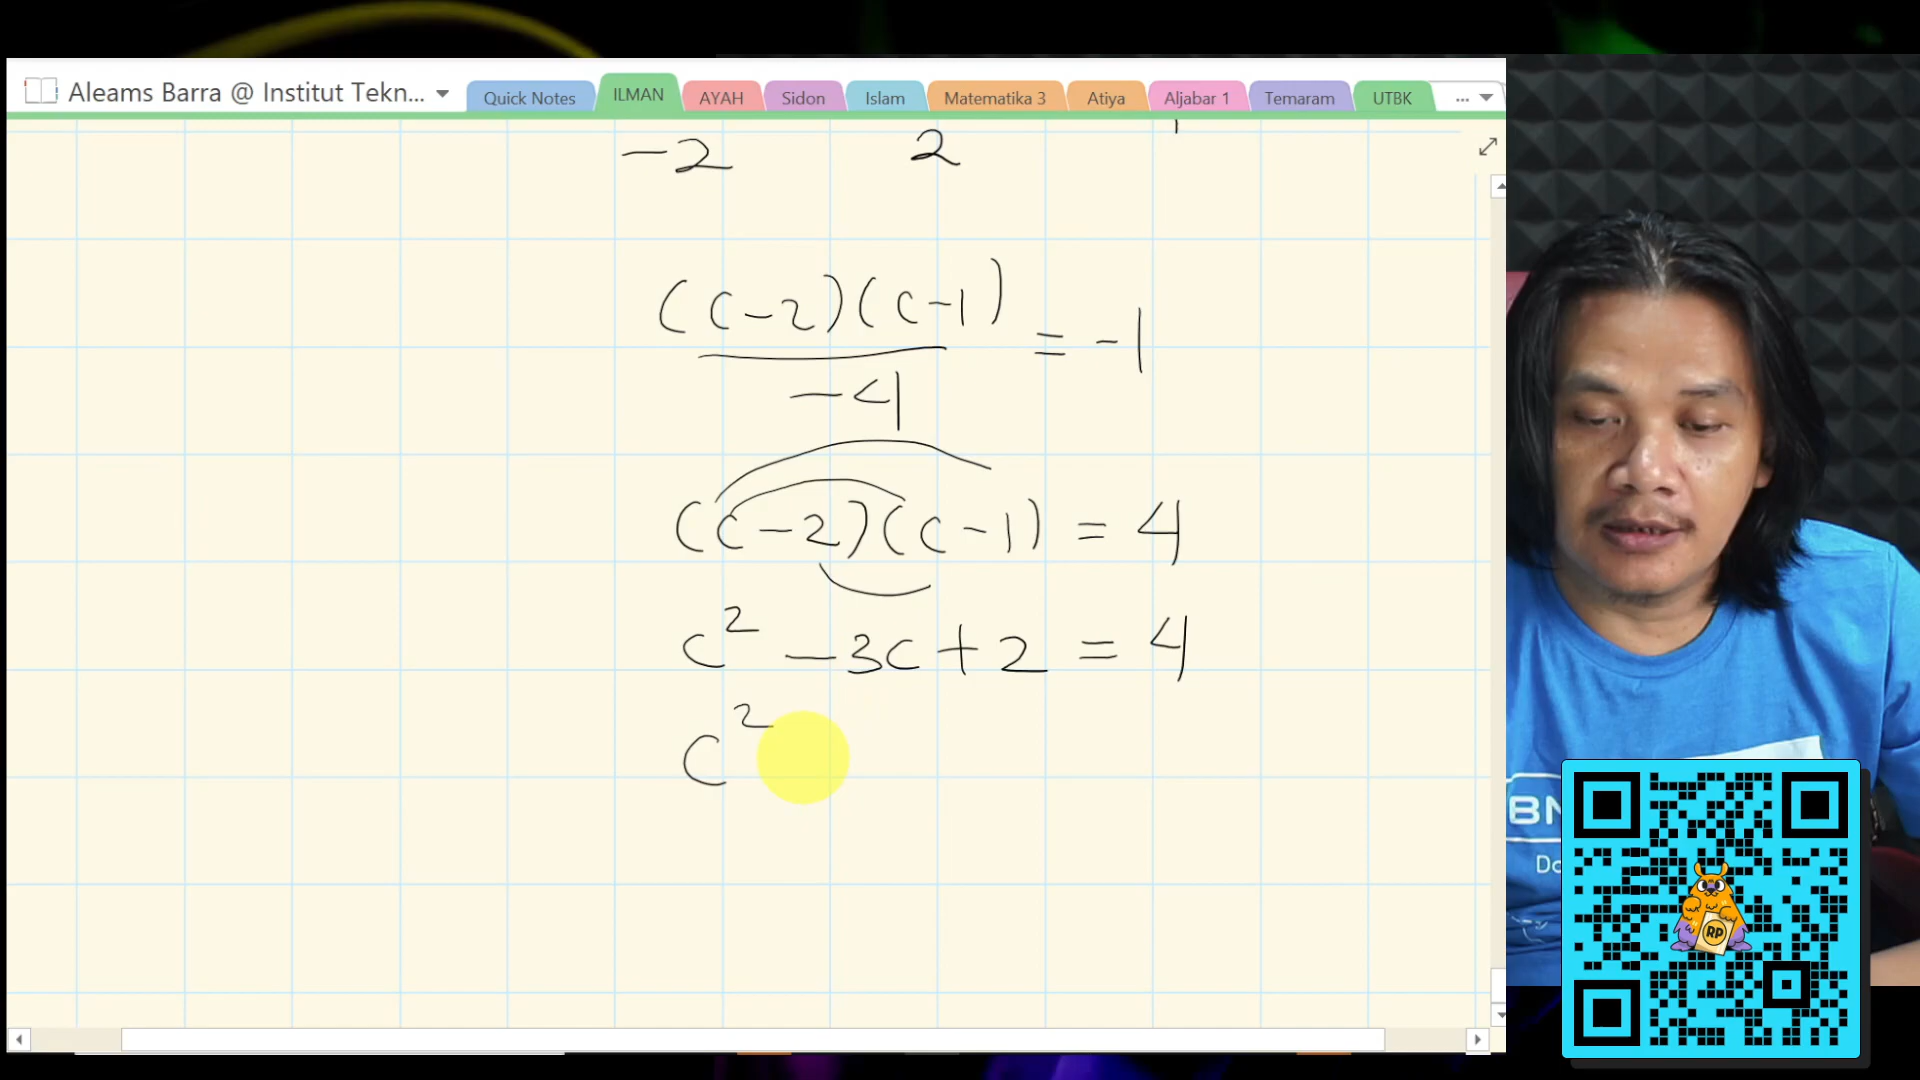 Aleams Barra @ Institut Tekn...
Quick Notes
ILMAN
AYAH
Sidon
Islam
Matematika 3
Atiya
Aljabar 1
Temaram
UTBK
...
-2 2
(c-2)(c-1)
= -1
-4
(c-2)(c-1) = 4
c² - 3c + 2 = 4
c²
RP